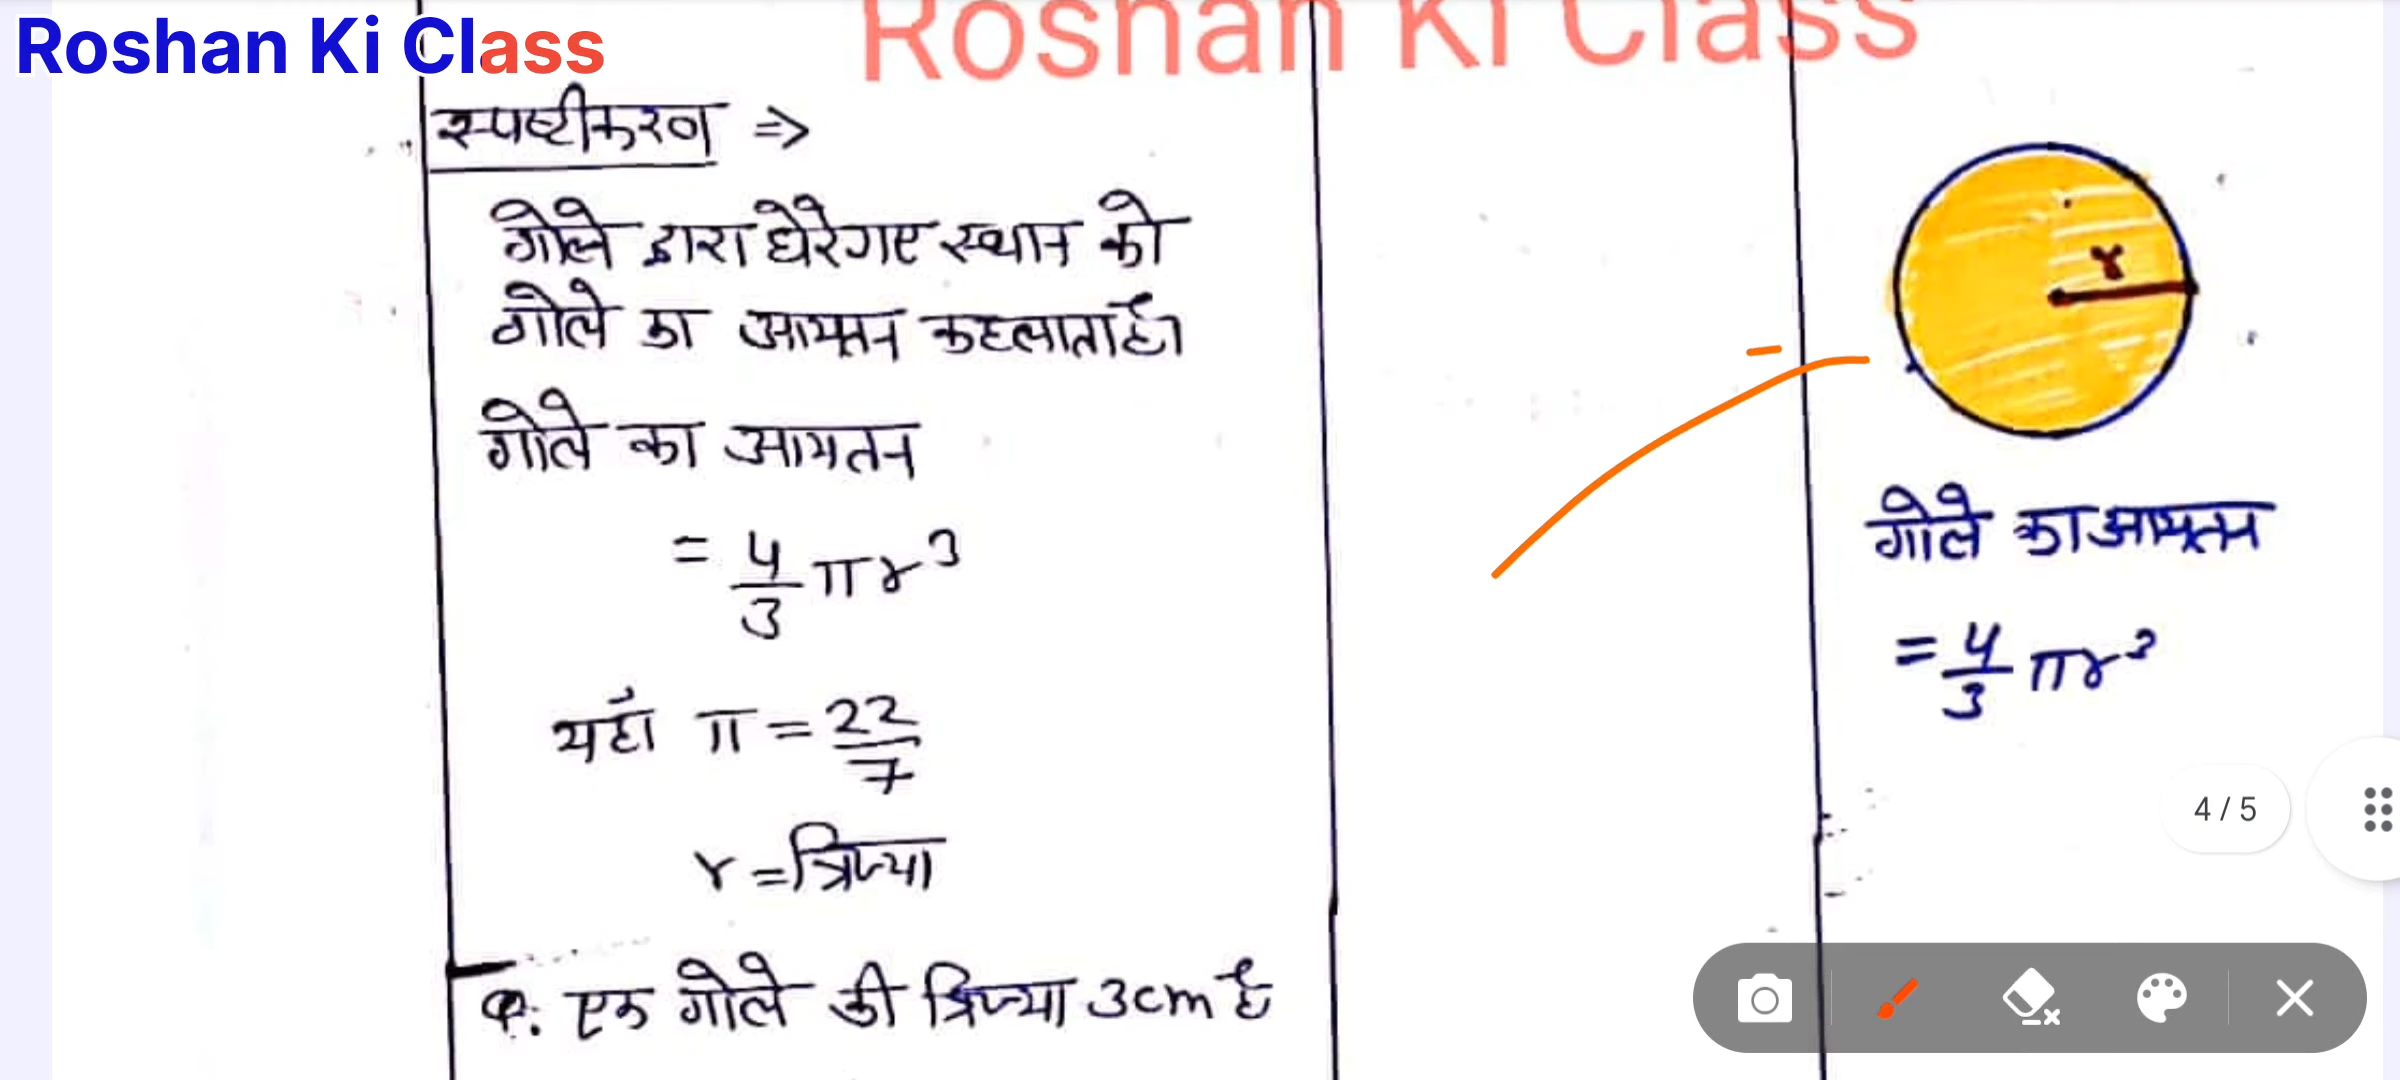 Roshan Ki Class
Roshan Ki Class
स्पष्टीकरण ⇒
गोले द्वारा घेरे गए स्थान को
गोले का आयतन कहलाता है।
गोले का आयतन
= 4/3 πr³
यहाँ π = 22/7
r = त्रिज्या
Q. एक गोले की त्रिज्या 3cm है
r
गोले का आयतन
= 4/3 πr³
4 / 5